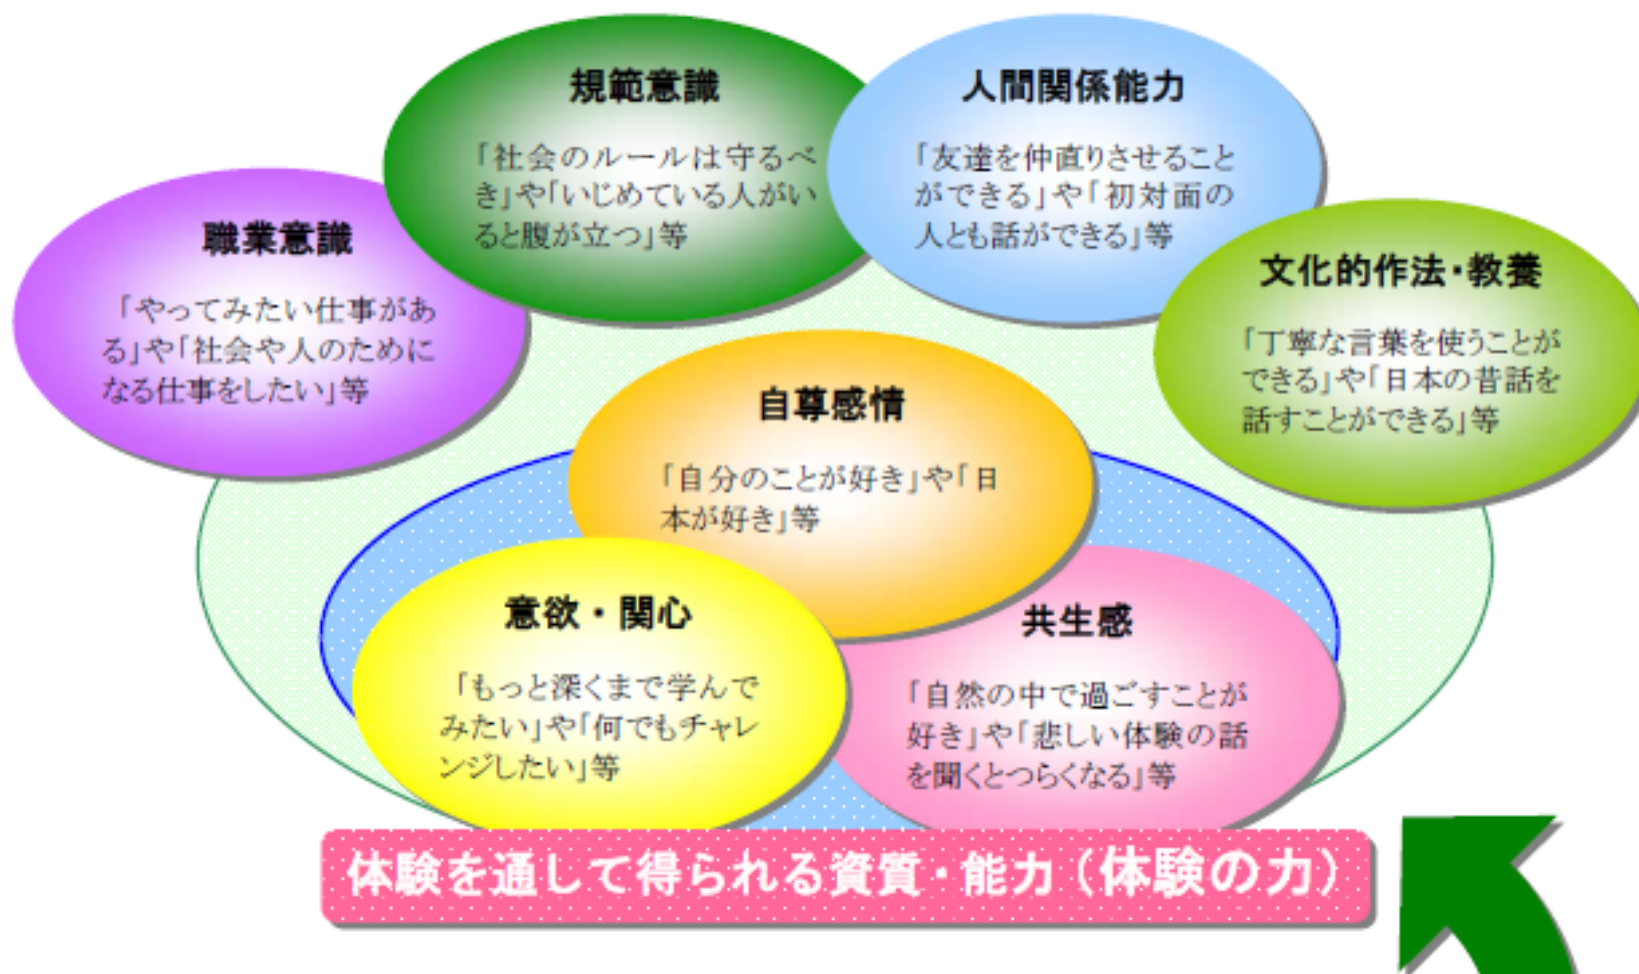 規範意識
「社会のルールは守るべ
き」や「いじめている人がい
ると腹が立つ」等
人間関係能力
「友達を仲直りさせること
ができる」や「初対面の
人とも話ができる」等
職業意識
「やってみたい仕事があ
る」や「社会や人のために
なる仕事をしたい」等
文化的作法・教養
「丁寧な言葉を使うことが
できる」や「日本の昔話を
話すことができる」等
自尊感情
「自分のことが好き」や「日
本が好き」等
意欲・関心
「もっと深くまで学んで
みたい」や「何でもチャレ
ンジしたい」等
共生感
「自然の中で過ごすことが
好き」や「悲しい体験の話
を聞くとつらくなる」等
体験を通して得られる資質・能力（体験の力）